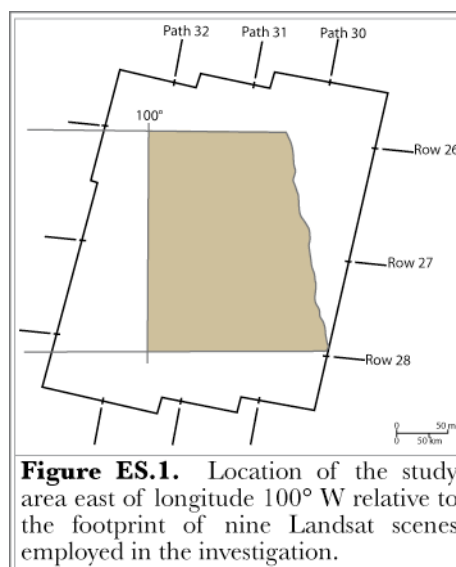 Path 32
Path 31
Path 30
100°
Row 26
Row 27
Row 28
0 50 m
0 50 km
Figure ES.1. Location of the study
area east of longitude 100° W relative to
the footprint of nine Landsat scenes
employed in the investigation.